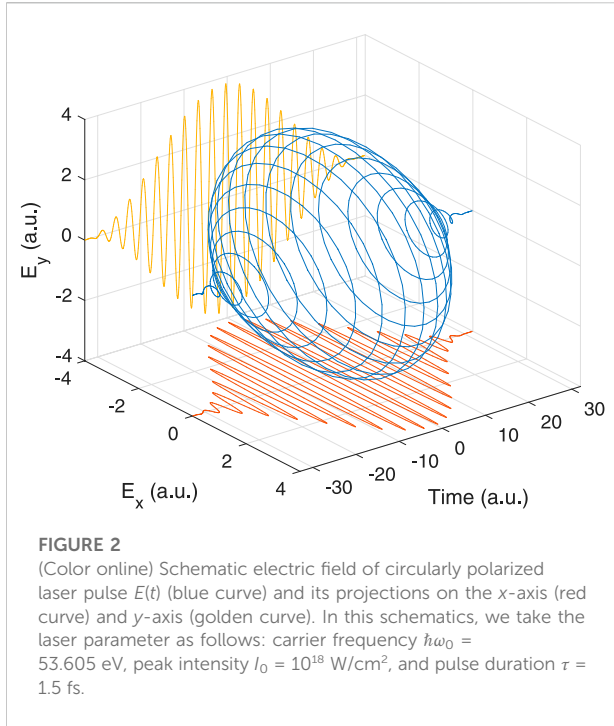 4
2
0
-2
-4
E_y (a.u.)
-4
-2
0
2
4
E_x (a.u.)
-30
-20
-10
0
10
20
30
Time (a.u.)
FIGURE 2
(Color online) Schematic electric field of circularly polarized
laser pulse E(t) (blue curve) and its projections on the x-axis (red
curve) and y-axis (golden curve). In this schematics, we take the
laser parameter as follows: carrier frequency ℏω₀ =
53.605 eV, peak intensity I₀ = 10¹⁸ W/cm², and pulse duration τ =
1.5 fs.